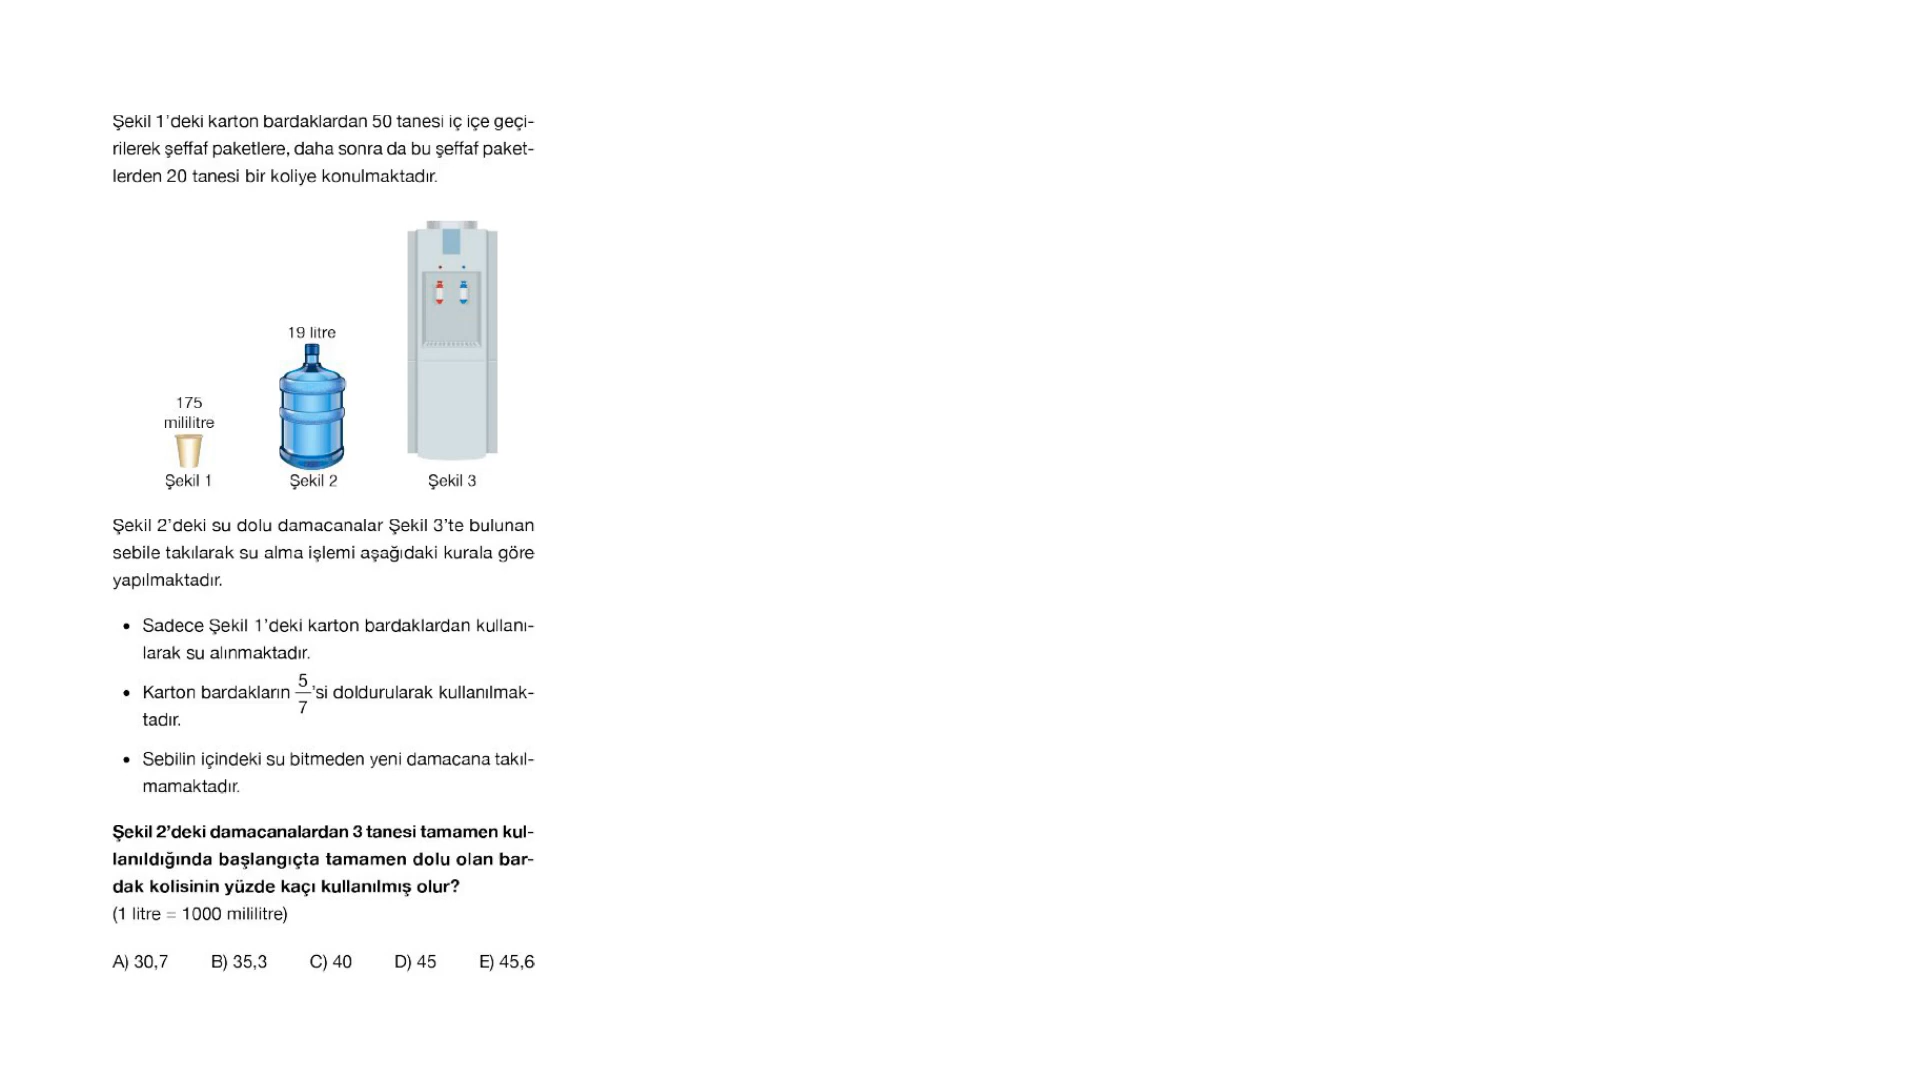 Şekil 1'deki karton bardaklardan 50 tanesi iç içe geçi-
rilerek şeffaf paketlere, daha sonra da bu şeffaf paket-
lerden 20 tanesi bir koliye konulmaktadır.
19 litre
175
mililitre
Şekil 1
Şekil 2
Şekil 3
Şekil 2'deki su dolu damacanalar Şekil 3'te bulunan
sebile takılarak su alma işlemi aşağıdaki kurala göre
yapılmaktadır.
• Sadece Şekil 1'deki karton bardaklardan kullanı-
larak su alınmaktadır.
• Karton bardakların 5/7'si doldurularak kullanılmak-
tadır.
• Sebilin içindeki su bitmeden yeni damacana takıl-
mamaktadır.
Şekil 2'deki damacanalardan 3 tanesi tamamen kul-
lanıldığında başlangıçta tamamen dolu olan bar-
dak kolisinin yüzde kaçı kullanılmış olur?
(1 litre = 1000 mililitre)
A) 30,7 B) 35,3 C) 40 D) 45 E) 45,6